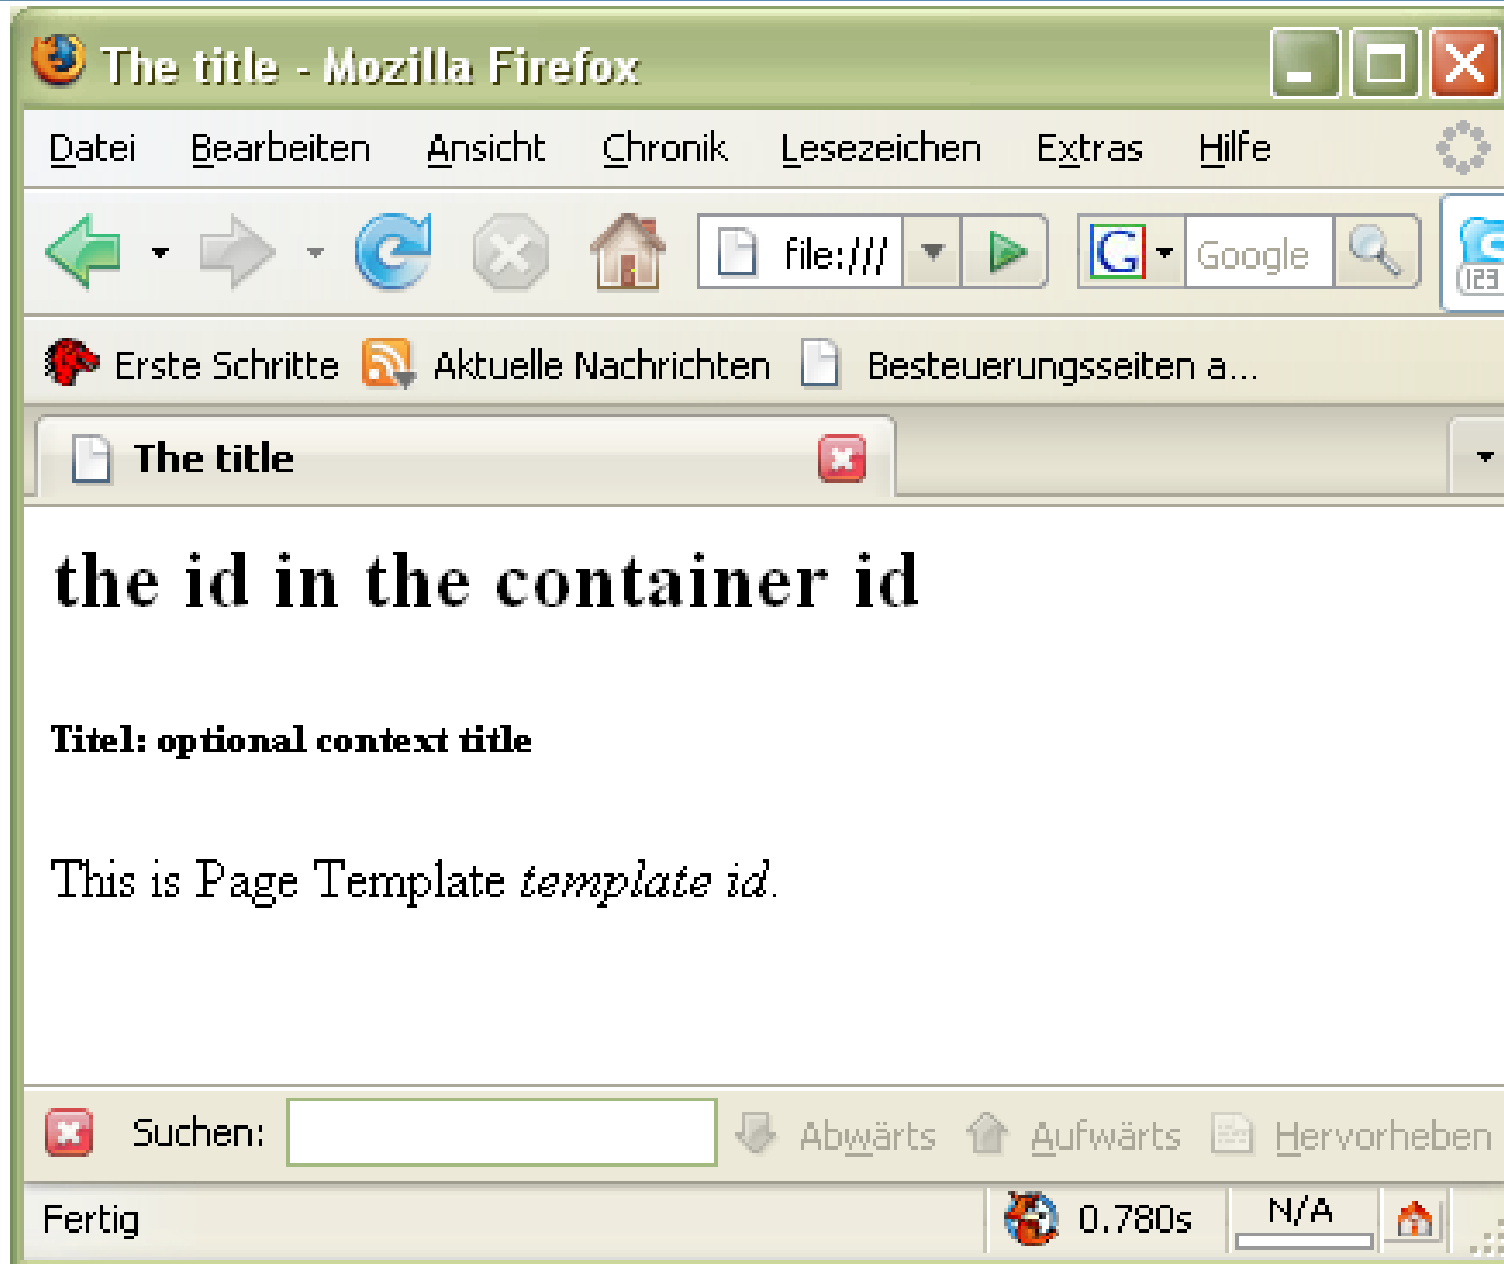 The title - Mozilla Firefox
Datei Bearbeiten Ansicht Chronik Lesezeichen Extras Hilfe
file:/// G Google 123
Erste Schritte Aktuelle Nachrichten Besteuerungsseiten a...
The title
the id in the container id
Titel: optional context title
This is Page Template template id.
Suchen: Abwärts Aufwärts Hervorheben
Fertig 0.780s N/A